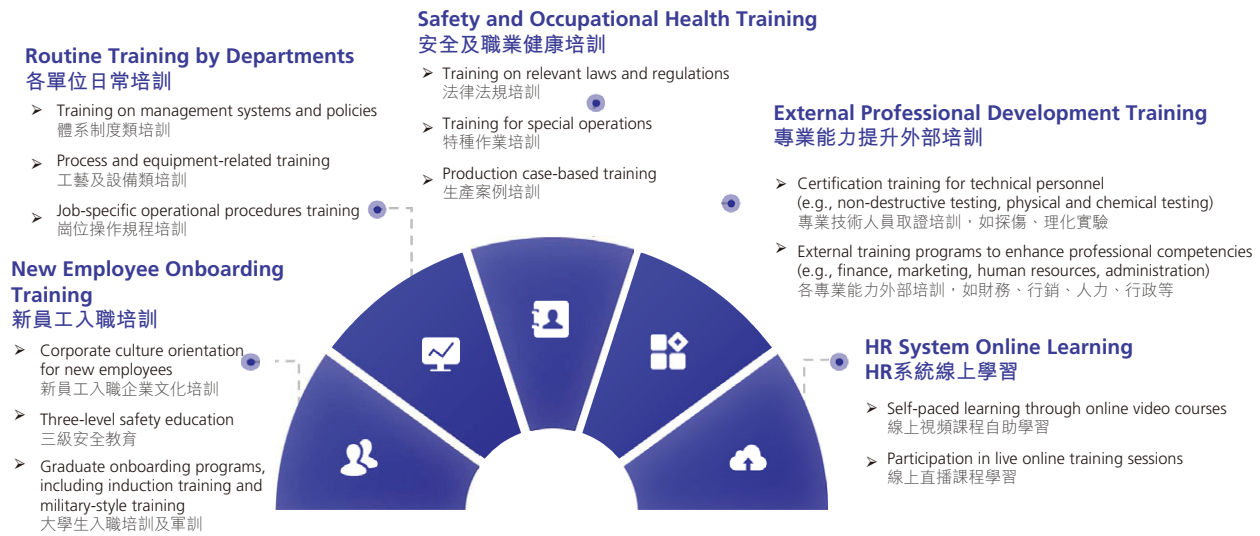 Safety and Occupational Health Training
安全及職業健康培訓
➢ Training on relevant laws and regulations
法律法規培訓
➢ Training for special operations
特種作業培訓
➢ Production case-based training
生產案例培訓
Routine Training by Departments
各單位日常培訓
➢ Training on management systems and policies
體系制度類培訓
➢ Process and equipment-related training
工藝及設備類培訓
➢ Job-specific operational procedures training
崗位操作規程培訓
External Professional Development Training
專業能力提升外部培訓
➢ Certification training for technical personnel
(e.g., non-destructive testing, physical and chemical testing)
專業技術人員取證培訓，如探傷、理化實驗
➢ External training programs to enhance professional competencies
(e.g., finance, marketing, human resources, administration)
各專業能力外部培訓，如財務、行銷、人力、行政等
New Employee Onboarding
Training
新員工入職培訓
➢ Corporate culture orientation
for new employees
新員工入職企業文化培訓
➢ Three-level safety education
三級安全教育
➢ Graduate onboarding programs,
including induction training and
military-style training
大學生入職培訓及軍訓
HR System Online Learning
HR系統線上學習
➢ Self-paced learning through online video courses
線上視頻課程自助學習
➢ Participation in live online training sessions
線上直播課程學習